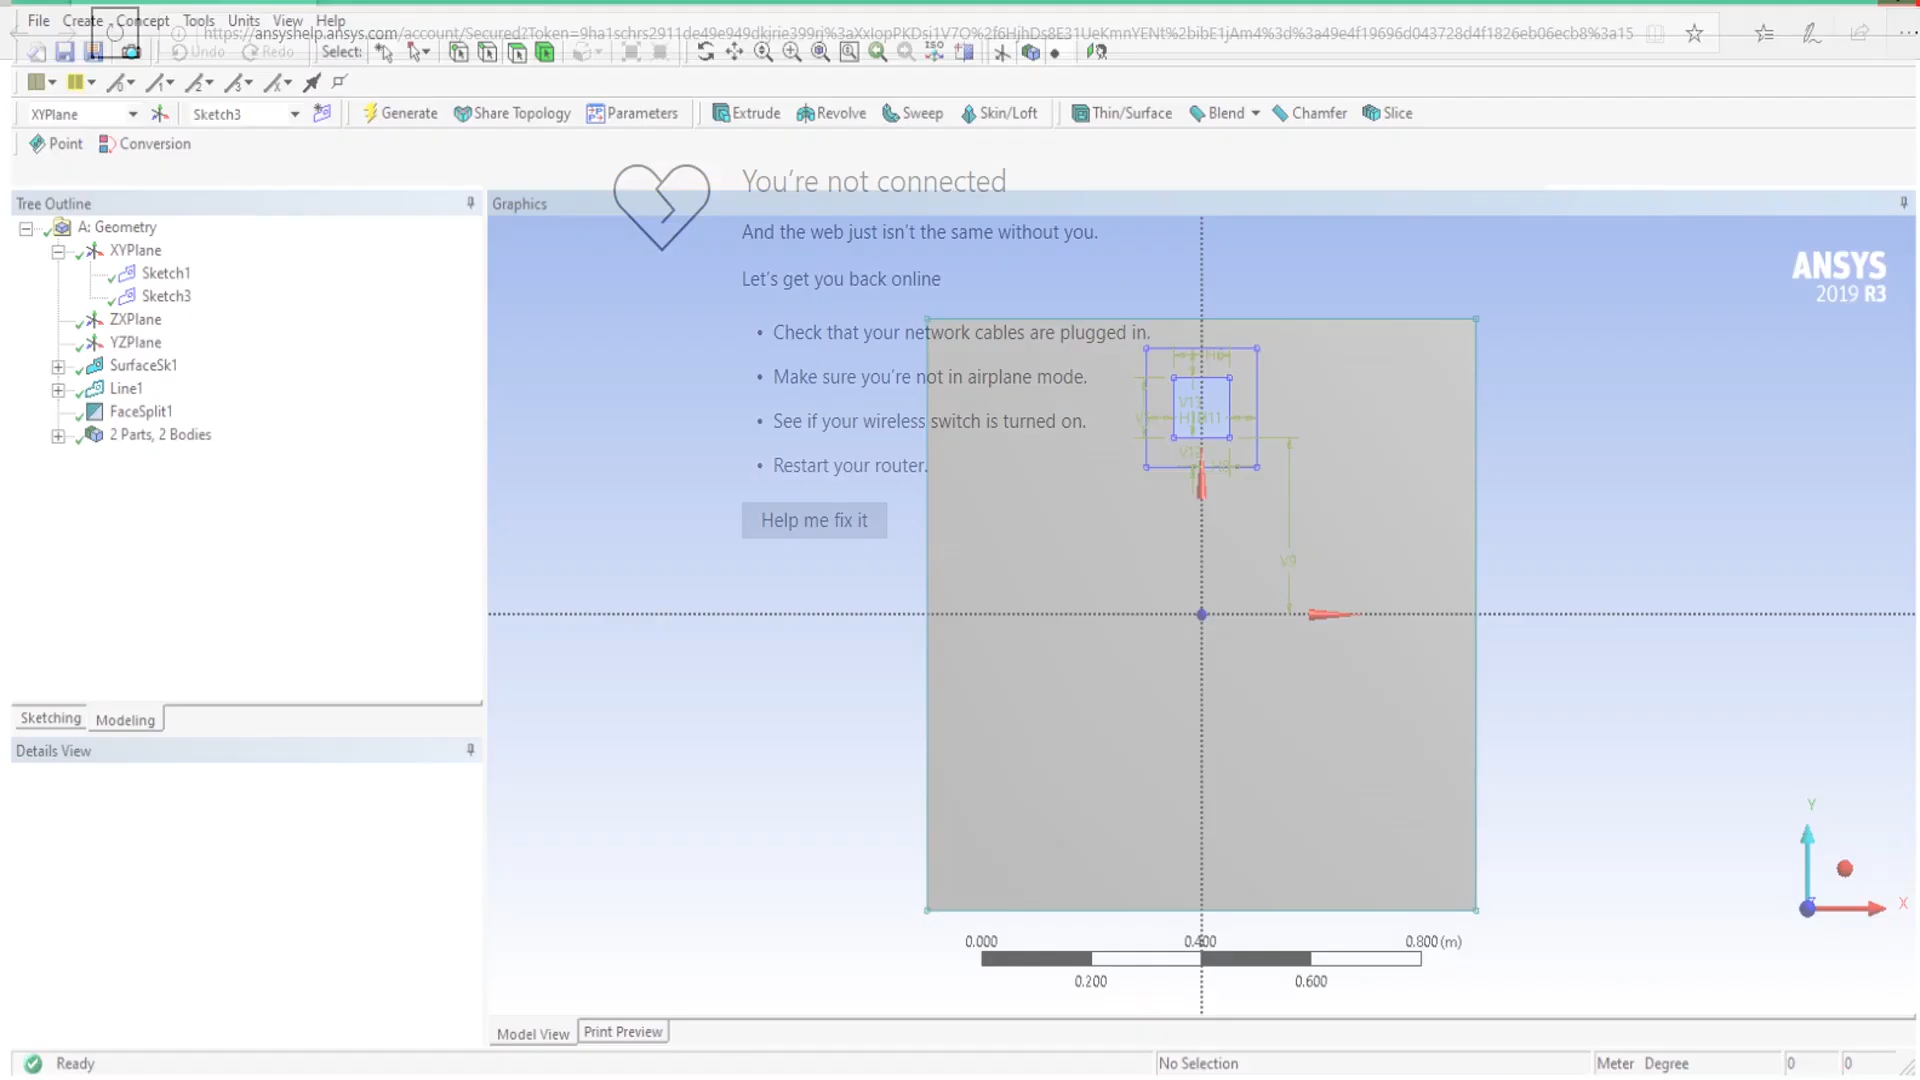 File Create Concept Tools Units View Help
Undo Redo Select:
XYPlane Sketch3 Generate Share Topology Parameters Extrude Revolve Sweep Skin/Loft Thin/Surface Blend Chamfer Slice
Point Conversion
You're not connected
And the web just isn't the same without you.
Let's get you back online
• Check that your network cables are plugged in.
• Make sure you're not in airplane mode.
• See if your wireless switch is turned on.
• Restart your router.
Help me fix it
Tree Outline
A: Geometry
XYPlane
Sketch1
Sketch3
ZXPlane
YZPlane
SurfaceSk1
Line1
FaceSplit1
2 Parts, 2 Bodies
Sketching Modeling
Details View
Graphics
ANSYS
2019 R3
V9
Y
X
0.000 0.400 0.800 (m)
0.200 0.600
Model View Print Preview
Ready No Selection Meter Degree 0 0